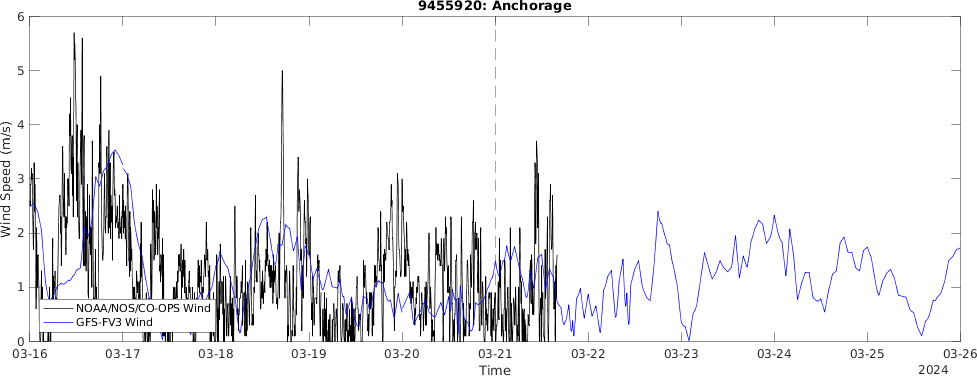 9455920: Anchorage
Wind Speed (m/s)
6
5
4
3
2
1
0
NOAA/NOS/CO-OPS Wind
GFS-FV3 Wind
03-16 03-17 03-18 03-19 03-20 03-21 03-22 03-23 03-24 03-25 03-26
Time
2024